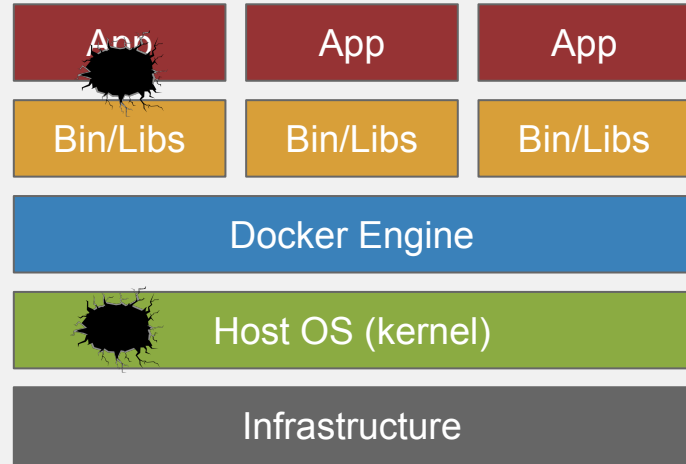 App
App
App
Bin/Libs
Bin/Libs
Bin/Libs
Docker Engine
Host OS (kernel)
Infrastructure